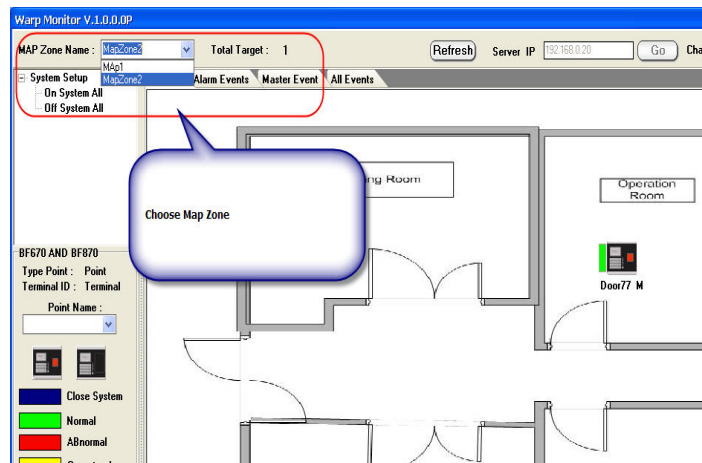 Warp Monitor V.1.0.0.0P
MAP Zone Name : MapZone2 Total Target : 1 Refresh Server IP 192.168.0.20 Go
MAp1
MapZone2
System Setup
On System All
Off System All
Alarm Events Master Event All Events
ng Room
Operation
Room
Choose Map Zone
Door77 M
BF670 AND BF870
Type Point : Point
Terminal ID : Terminal
Point Name :
Close System
Normal
ABnormal